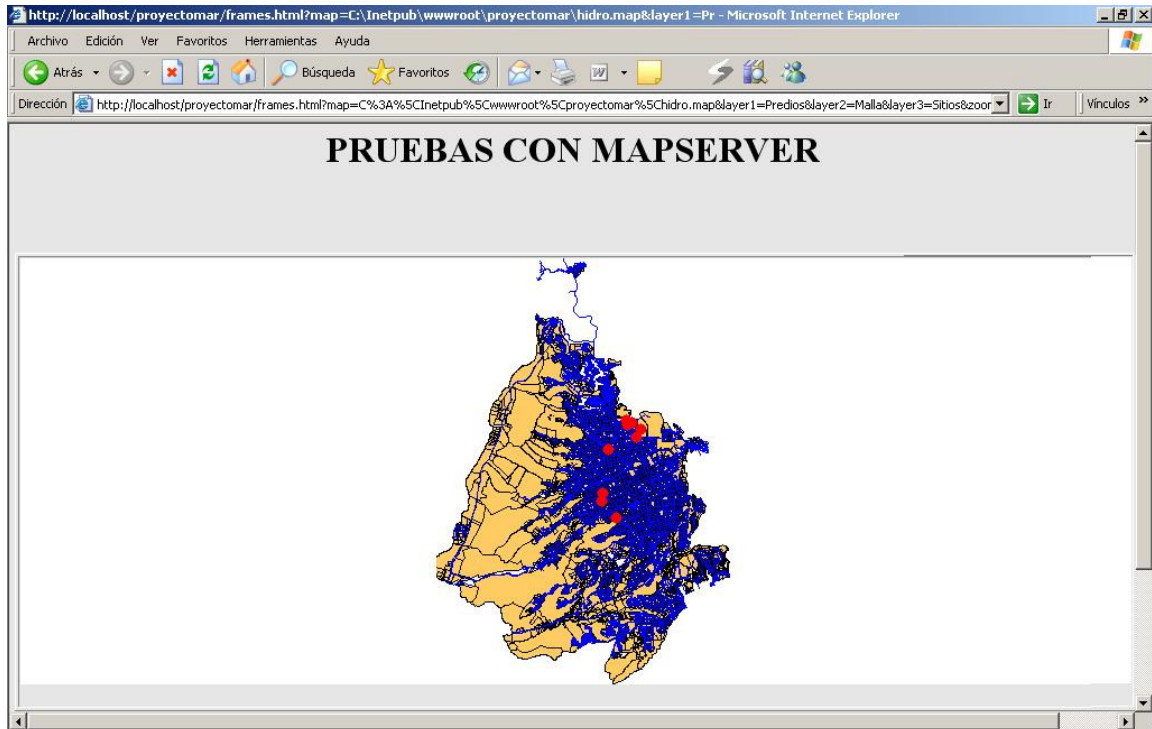 http://localhost/proyectomar/frames.html?map=C:\Inetpub\wwwroot\proyectomar\hidro.map&layer1=Pr - Microsoft Internet Explorer
Archivo Edición Ver Favoritos Herramientas Ayuda
Atrás Búsqueda Favoritos
Dirección http://localhost/proyectomar/frames.html?map=C%3A%5CInetpub%5Cwwwroot%5Cproyectomar%5Chidro.map&layer1=Predios&layer2=Malla&layer3=Sitios&zoor Ir Vínculos »
PRUEBAS CON MAPSERVER